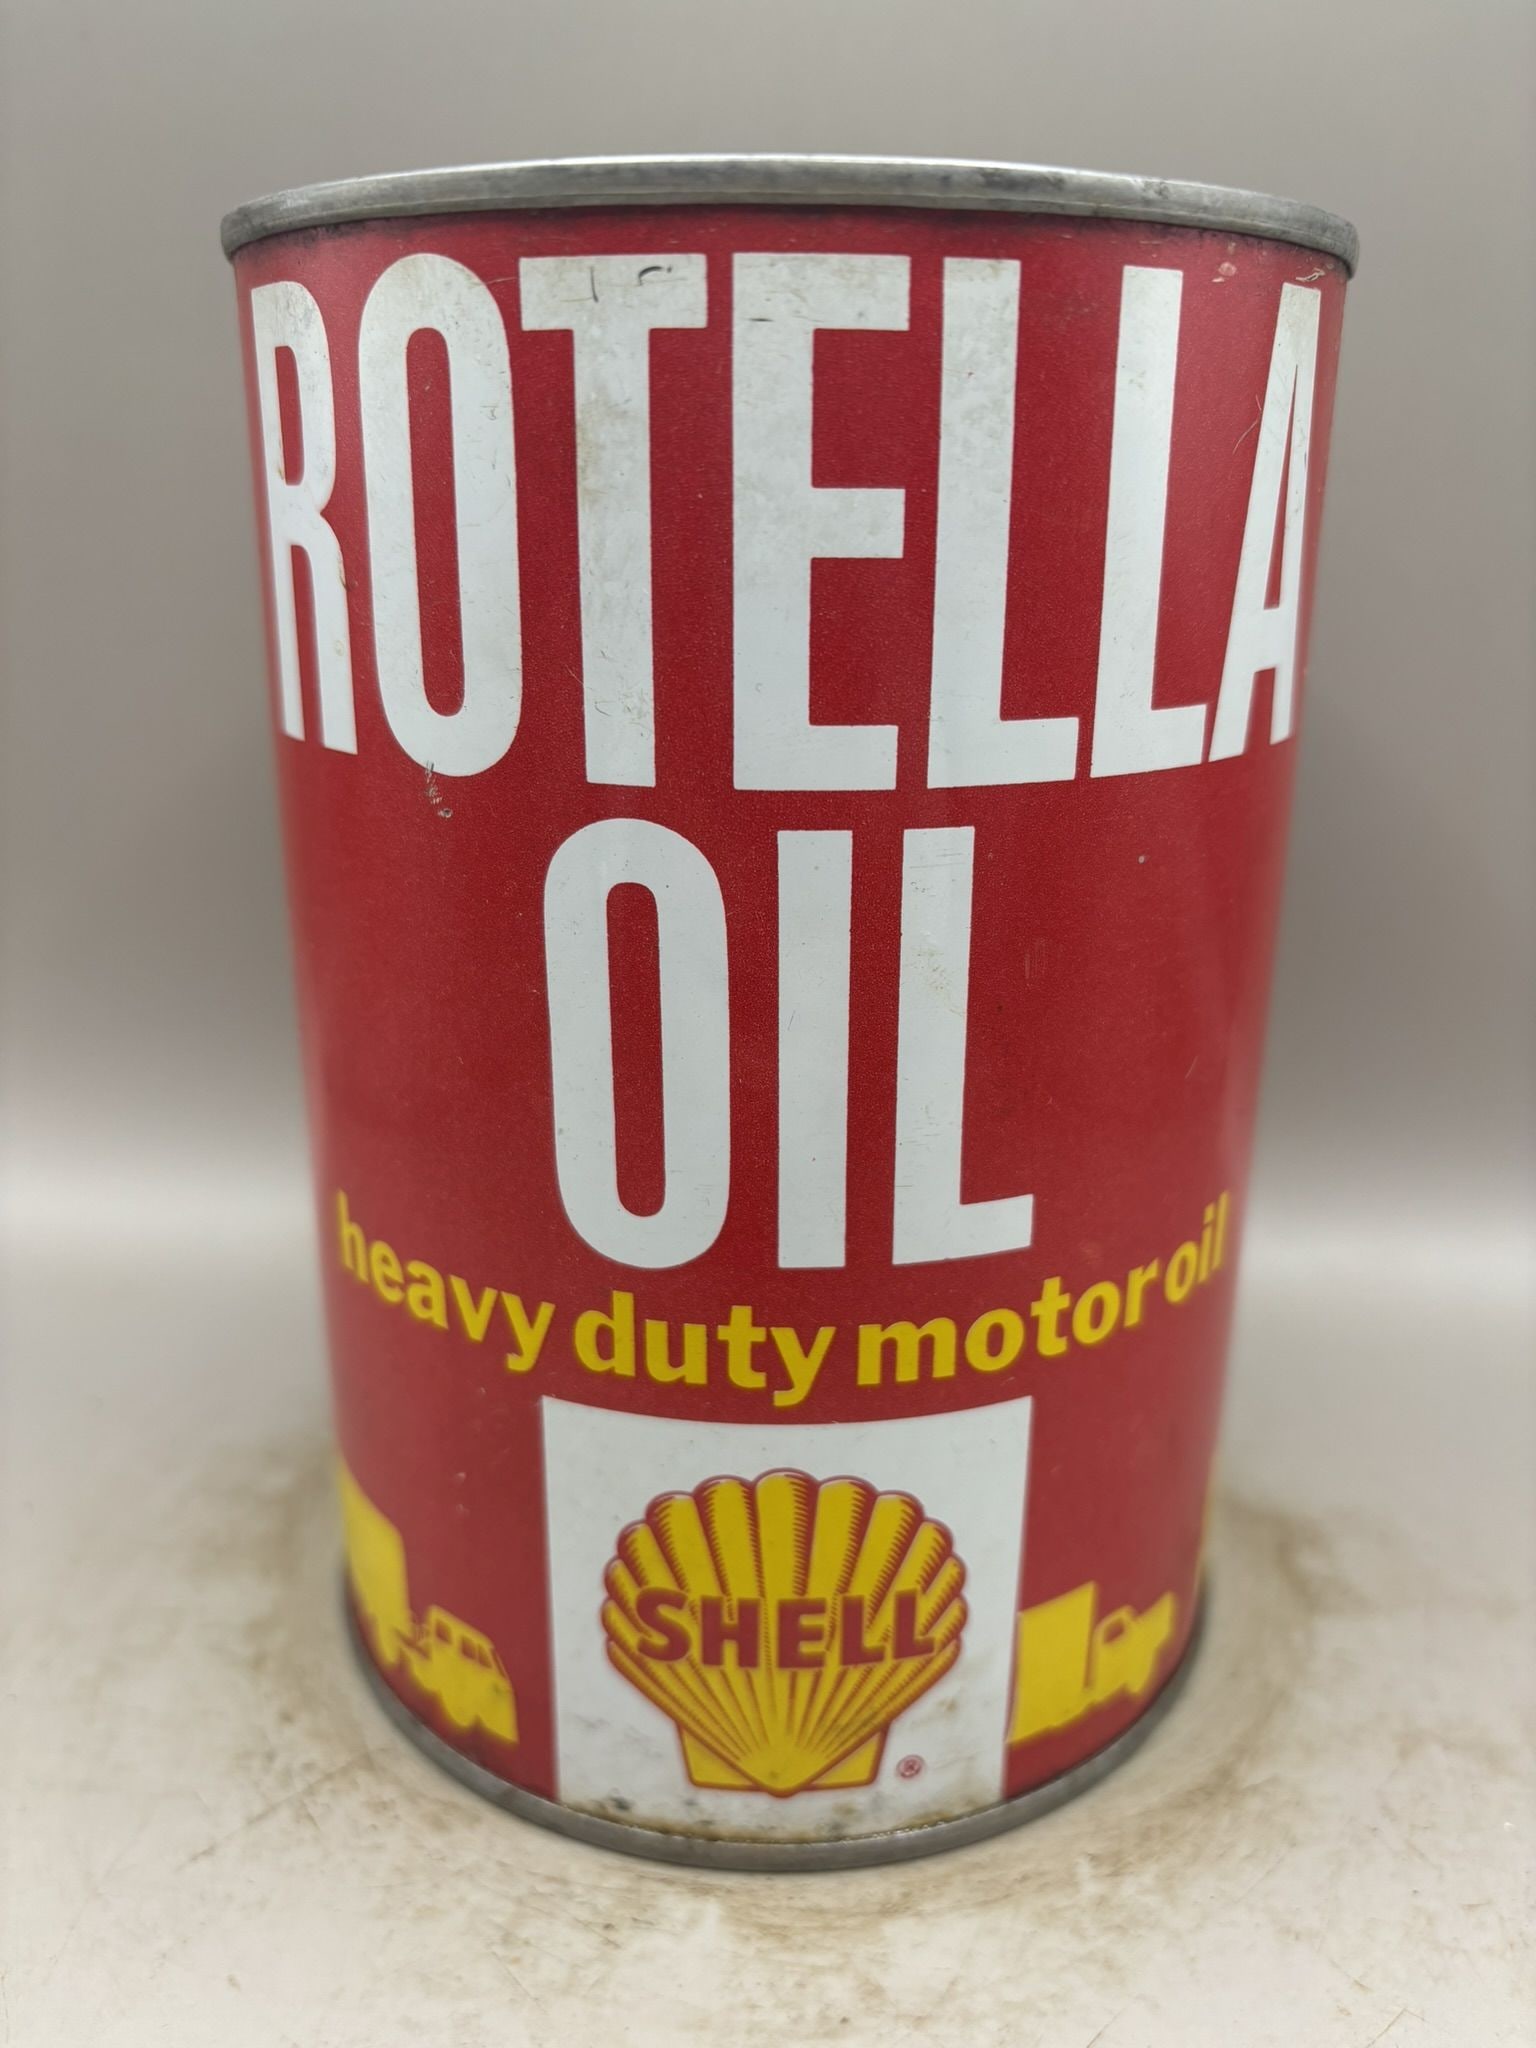 ROTELLA
OIL
heavy duty motor oil
SHELL
®